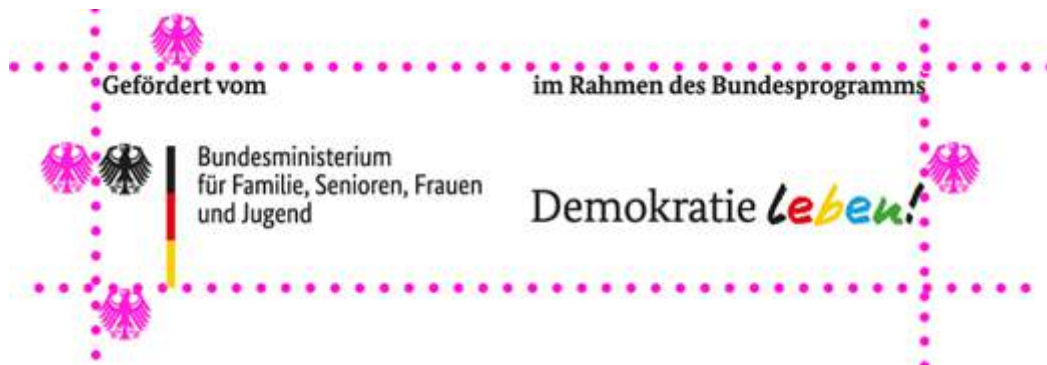 Gefördert vom
im Rahmen des Bundesprogramms
Bundesministerium
für Familie, Senioren, Frauen
und Jugend
Demokratie leben!